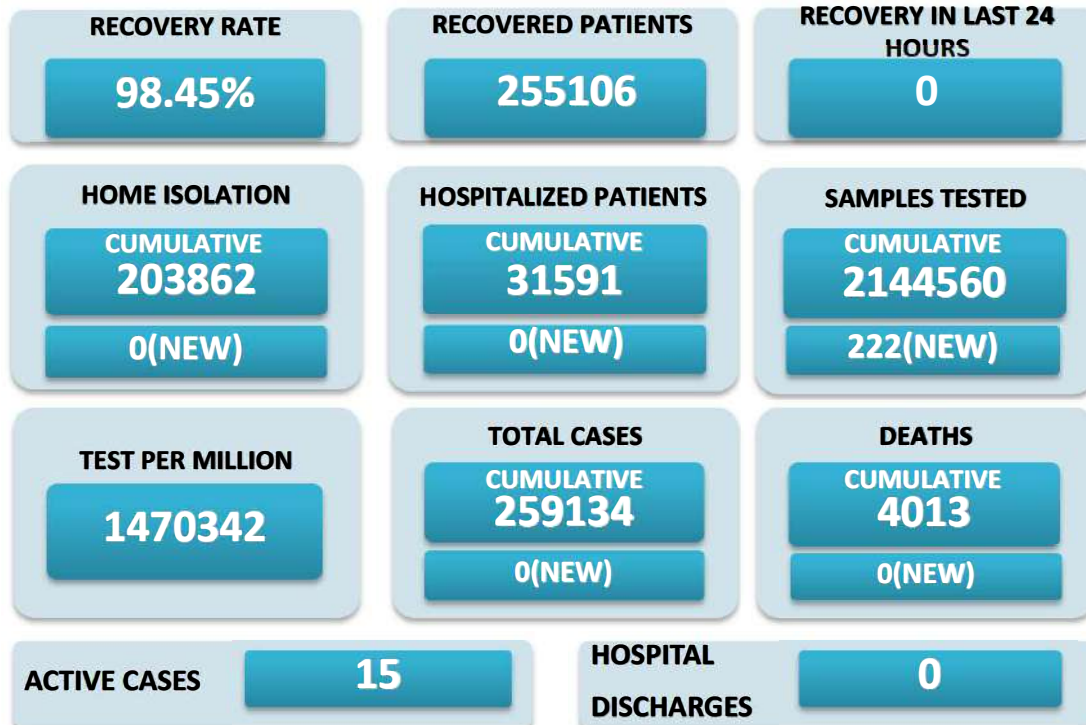 RECOVERY RATE
98.45%
RECOVERED PATIENTS
255106
RECOVERY IN LAST 24
HOURS
0
HOME ISOLATION
CUMULATIVE
203862
0(NEW)
HOSPITALIZED PATIENTS
CUMULATIVE
31591
0(NEW)
SAMPLES TESTED
CUMULATIVE
2144560
222(NEW)
TEST PER MILLION
1470342
TOTAL CASES
CUMULATIVE
259134
0(NEW)
DEATHS
CUMULATIVE
4013
0(NEW)
ACTIVE CASES
15
HOSPITAL
DISCHARGES
0